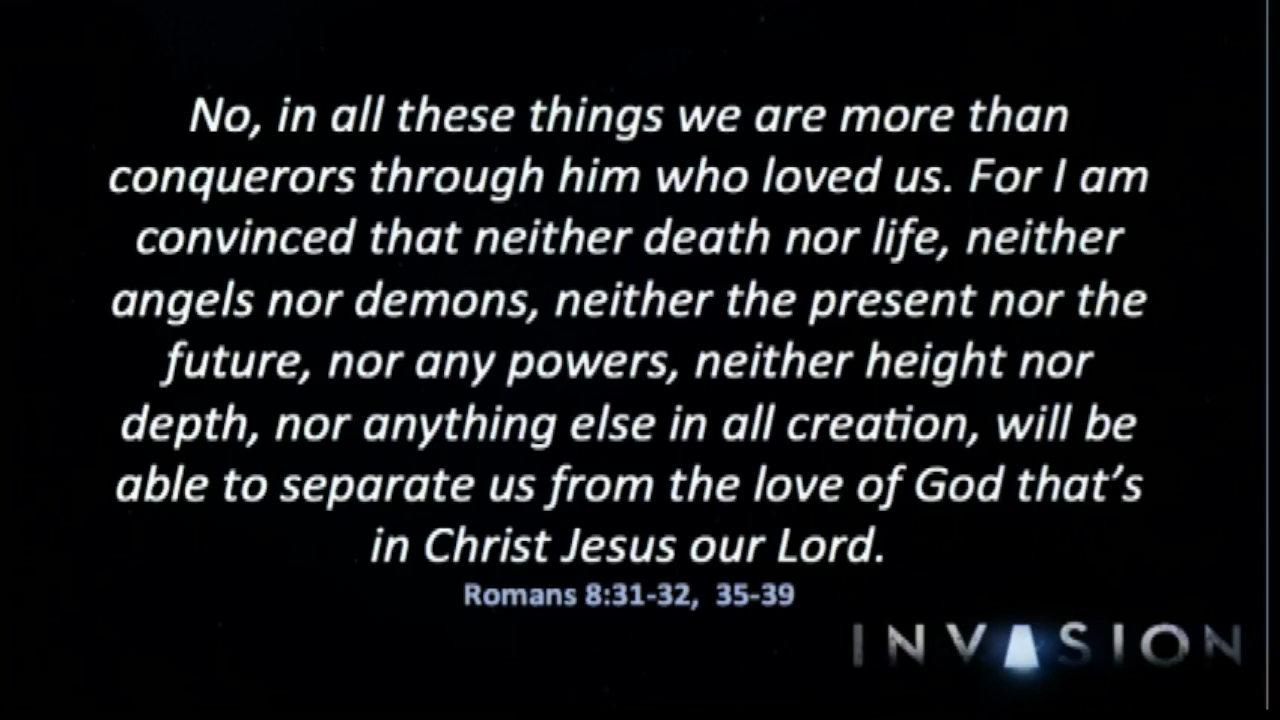 No, in all these things we are more than
conquerors through him who loved us. For I am
convinced that neither death nor life, neither
angels nor demons, neither the present nor the
future, nor any powers, neither height nor
depth, nor anything else in all creation, will be
able to separate us from the love of God that’s
in Christ Jesus our Lord.
Romans 8:31-32, 35-39
INVASION